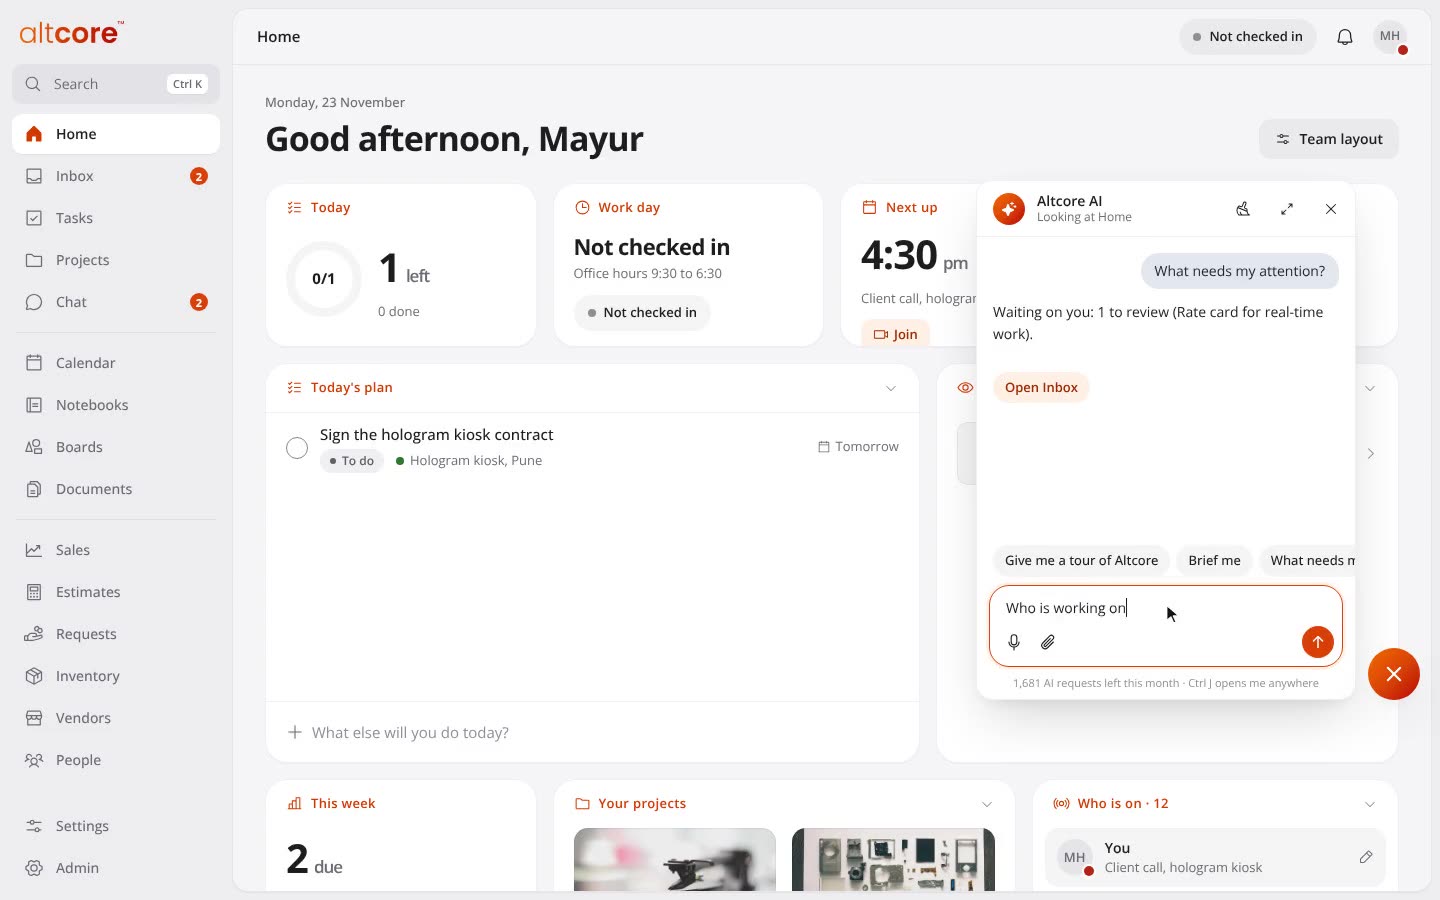 altcore™
Search
Ctrl K
Home
Inbox
2
Tasks
Projects
Chat
2
Calendar
Notebooks
Boards
Documents
Sales
Estimates
Requests
Inventory
Vendors
People
Settings
Admin
Home
Not checked in
MH
Monday, 23 November
Good afternoon, Mayur
Team layout
Today
0/1
1 left
0 done
Work day
Not checked in
Office hours 9:30 to 6:30
Not checked in
Next up
4:30 pm
Client call, hologram
Join
Today's plan
Sign the hologram kiosk contract
To do
Hologram kiosk, Pune
Tomorrow
What else will you do today?
Altcore AI
Looking at Home
What needs my attention?
Waiting on you: 1 to review (Rate card for real-time
work).
Open Inbox
Give me a tour of Altcore
Brief me
What needs m
Who is working on
1,681 AI requests left this month · Ctrl J opens me anywhere
This week
2 due
Your projects
Who is on · 12
MH
You
Client call, hologram kiosk